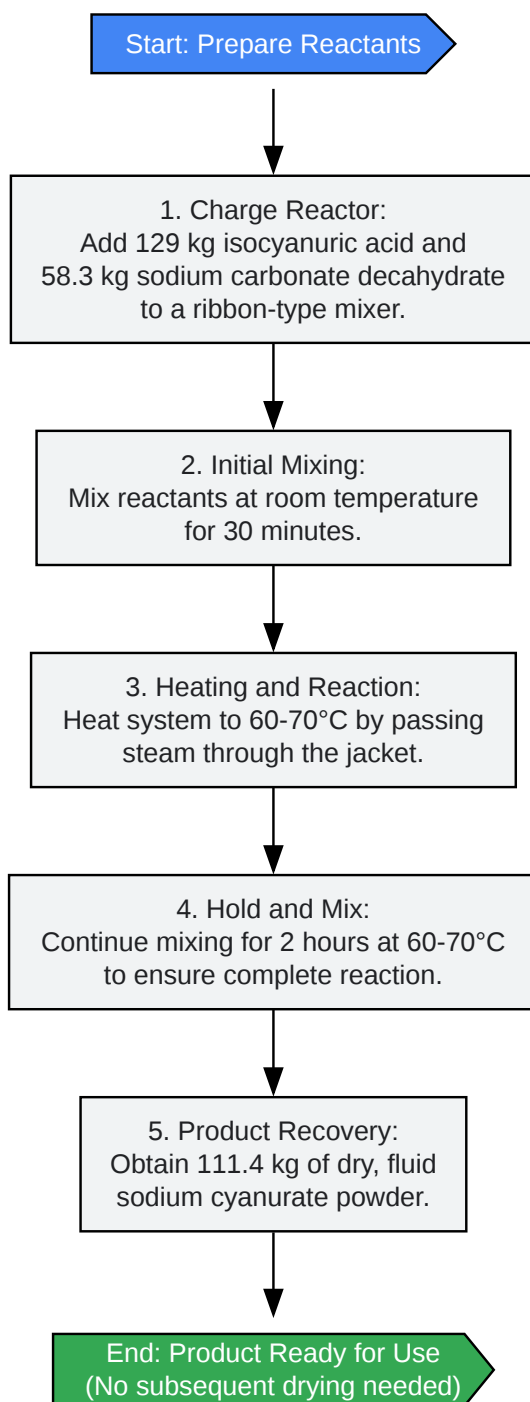 Start: Prepare Reactants
1. Charge Reactor:
Add 129 kg isocyanuric acid and
58.3 kg sodium carbonate decahydrate
to a ribbon-type mixer.
2. Initial Mixing:
Mix reactants at room temperature
for 30 minutes.
3. Heating and Reaction:
Heat system to 60-70°C by passing
steam through the jacket.
4. Hold and Mix:
Continue mixing for 2 hours at 60-70°C
to ensure complete reaction.
5. Product Recovery:
Obtain 111.4 kg of dry, fluid
sodium cyanurate powder.
End: Product Ready for Use
(No subsequent drying needed)